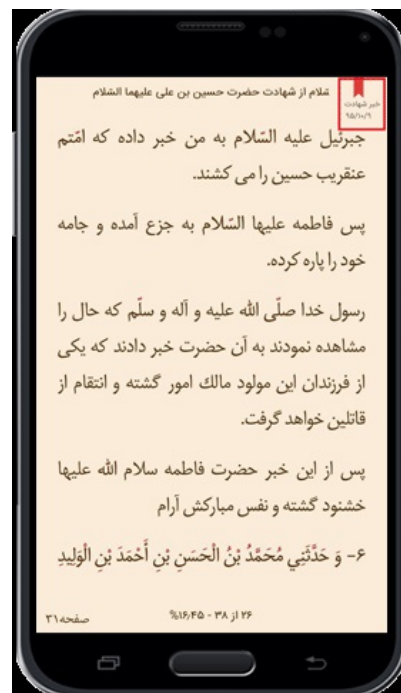 سَلام از شهادت حضرت حسین بن علی علیهما السّلام
خبر شهادت
۹۵/۱۰/۹
جبرئیل علیه السّلام به من خبر داده که امّتم
عنقریب حسین را می کشند.
پس فاطمه علیها السّلام به جزع آمده و جامه
خود را پاره کرده.
رسول خدا صلّی الله علیه و آله و سلّم که حال را
مشاهده نمودند به آن حضرت خبر دادند که یکی
از فرزندان این مولود مالك امور گشته و انتقام از
قاتلین خواهد گرفت.
پس از این خبر حضرت فاطمه سلام الله علیها
خشنود گشته و نفس مبارکش آرام
۶- وَ حَدَّثَنِي مُحَمَّدُ بْنُ الْحَسَنِ بْنِ أَحْمَدَ بْنِ الْوَلِيدِ
صفحه۳۱
۲۶ از ۳۸ - ۱۶٫۴۵%